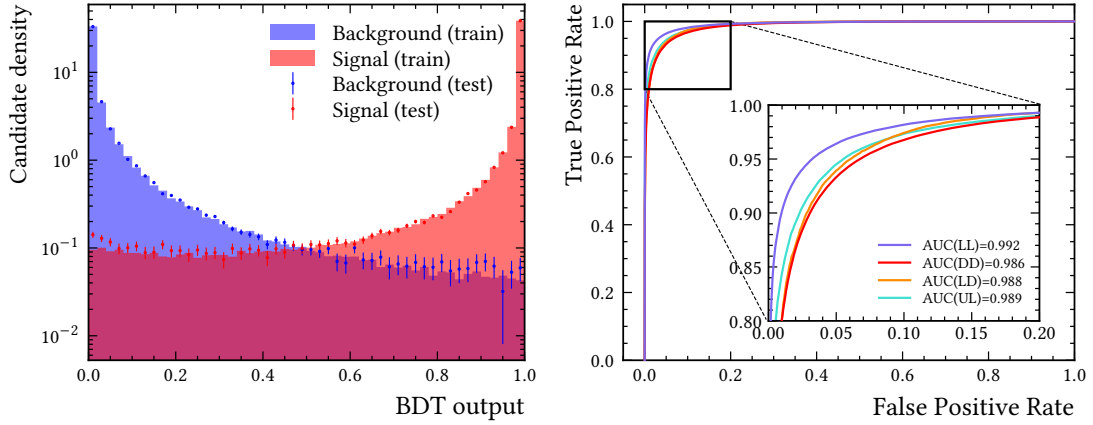 Candidate density
10¹
10⁰
10⁻¹
10⁻²
Background (train)
Signal (train)
Background (test)
Signal (test)
0.0 0.2 0.4 0.6 0.8 1.0
BDT output
True Positive Rate
1.0
0.8
0.6
0.4
0.2
0.0
1.00
0.95
0.90
0.85
0.80
AUC(LL)=0.992
AUC(DD)=0.986
AUC(LD)=0.988
AUC(UL)=0.989
0.00 0.05 0.10 0.15 0.20
0.0 0.2 0.4 0.6 0.8 1.0
False Positive Rate